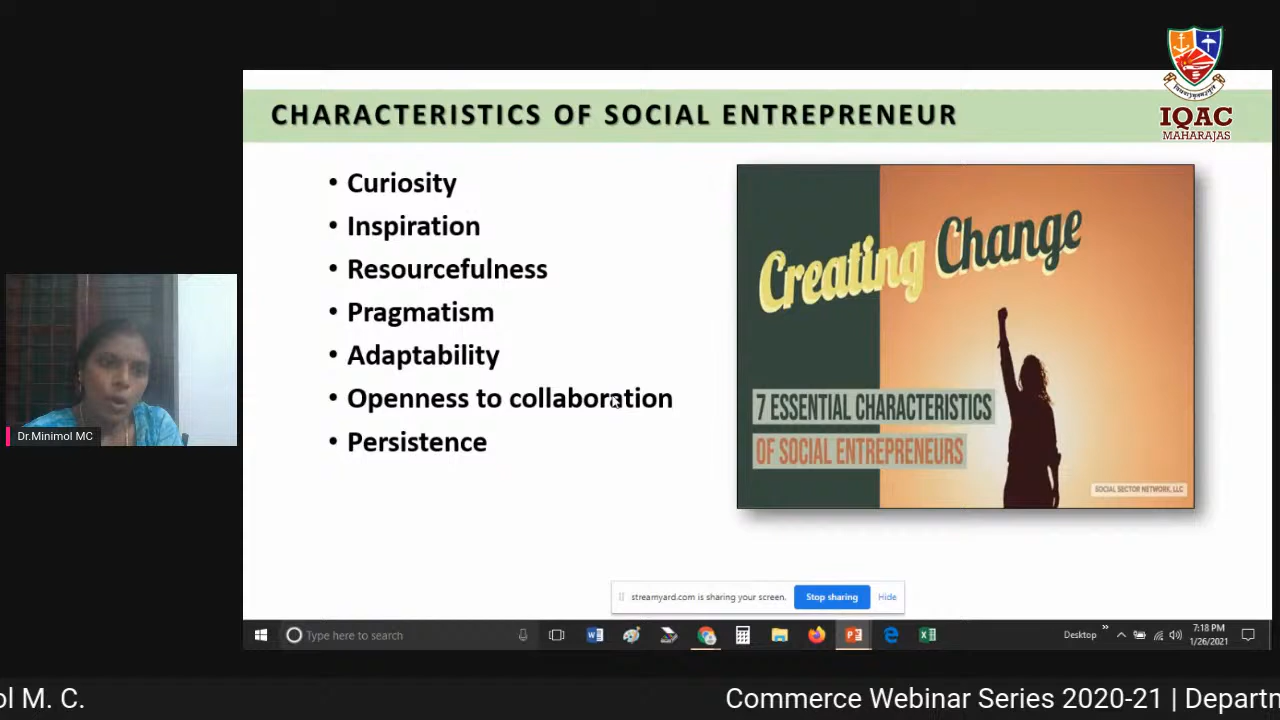 IQAC
MAHARAJAS
CHARACTERISTICS OF SOCIAL ENTREPRENEUR
• Curiosity
• Inspiration
• Resourcefulness
• Pragmatism
• Adaptability
• Openness to collaboration
• Persistence
Creating Change
7 ESSENTIAL CHARACTERISTICS
OF SOCIAL ENTREPRENEURS
SOCIAL SECTOR NETWORK, LLC
Dr.Minimol MC
streamyard.com is sharing your screen.
Stop sharing
Hide
Type here to search
Desktop
7:18 PM
1/26/2021
ol M. C.
Commerce Webinar Series 2020-21 | Departm